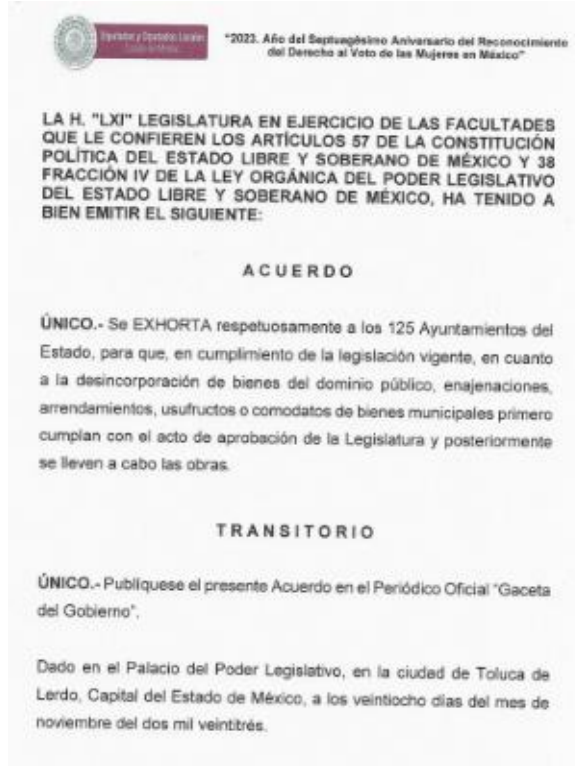 Diputadas y Diputados Locales
Estado de México
"2023. Año del Septuagésimo Aniversario del Reconocimiento
del Derecho al Voto de las Mujeres en México"
LA H. "LXI" LEGISLATURA EN EJERCICIO DE LAS FACULTADES
QUE LE CONFIEREN LOS ARTÍCULOS 57 DE LA CONSTITUCIÓN
POLÍTICA DEL ESTADO LIBRE Y SOBERANO DE MÉXICO Y 38
FRACCIÓN IV DE LA LEY ORGÁNICA DEL PODER LEGISLATIVO
DEL ESTADO LIBRE Y SOBERANO DE MÉXICO, HA TENIDO A
BIEN EMITIR EL SIGUIENTE:
ACUERDO
ÚNICO.- Se EXHORTA respetuosamente a los 125 Ayuntamientos del
Estado, para que, en cumplimiento de la legislación vigente, en cuanto
a la desincorporación de bienes del dominio público, enajenaciones,
arrendamientos, usufructos o comodatos de bienes municipales primero
cumplan con el acto de aprobación de la Legislatura y posteriormente
se lleven a cabo las obras.
TRANSITORIO
ÚNICO.- Publíquese el presente Acuerdo en el Periódico Oficial "Gaceta
del Gobierno".
Dado en el Palacio del Poder Legislativo, en la ciudad de Toluca de
Lerdo, Capital del Estado de México, a los veintiocho días del mes de
noviembre del dos mil veintitrés.